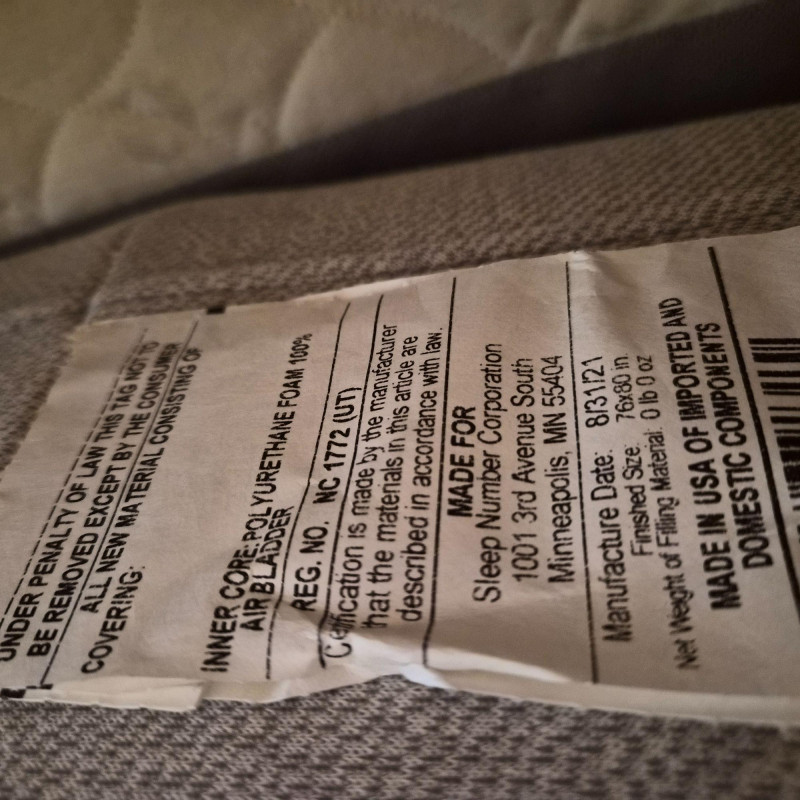 UNDER PENALTY OF LAW THIS TAG NOT TO
BE REMOVED EXCEPT BY THE CONSUMER
ALL NEW MATERIAL CONSISTING OF
COVERING:
INNER CORE:POLYURETHANE FOAM 100%
AIR BLADDER
REG. NO. NC 1772 (UT)
Certification is made by the manufacturer
that the materials in this article are
described in accordance with law.
MADE FOR
Sleep Number Corporation
1001 3rd Avenue South
Minneapolis, MN 55404
Manufacture Date: 8/31/21
Finished Size: 76x80 in.
Net Weight of Filling Material: 0 lb 0 oz
MADE IN USA OF IMPORTED AND
DOMESTIC COMPONENTS